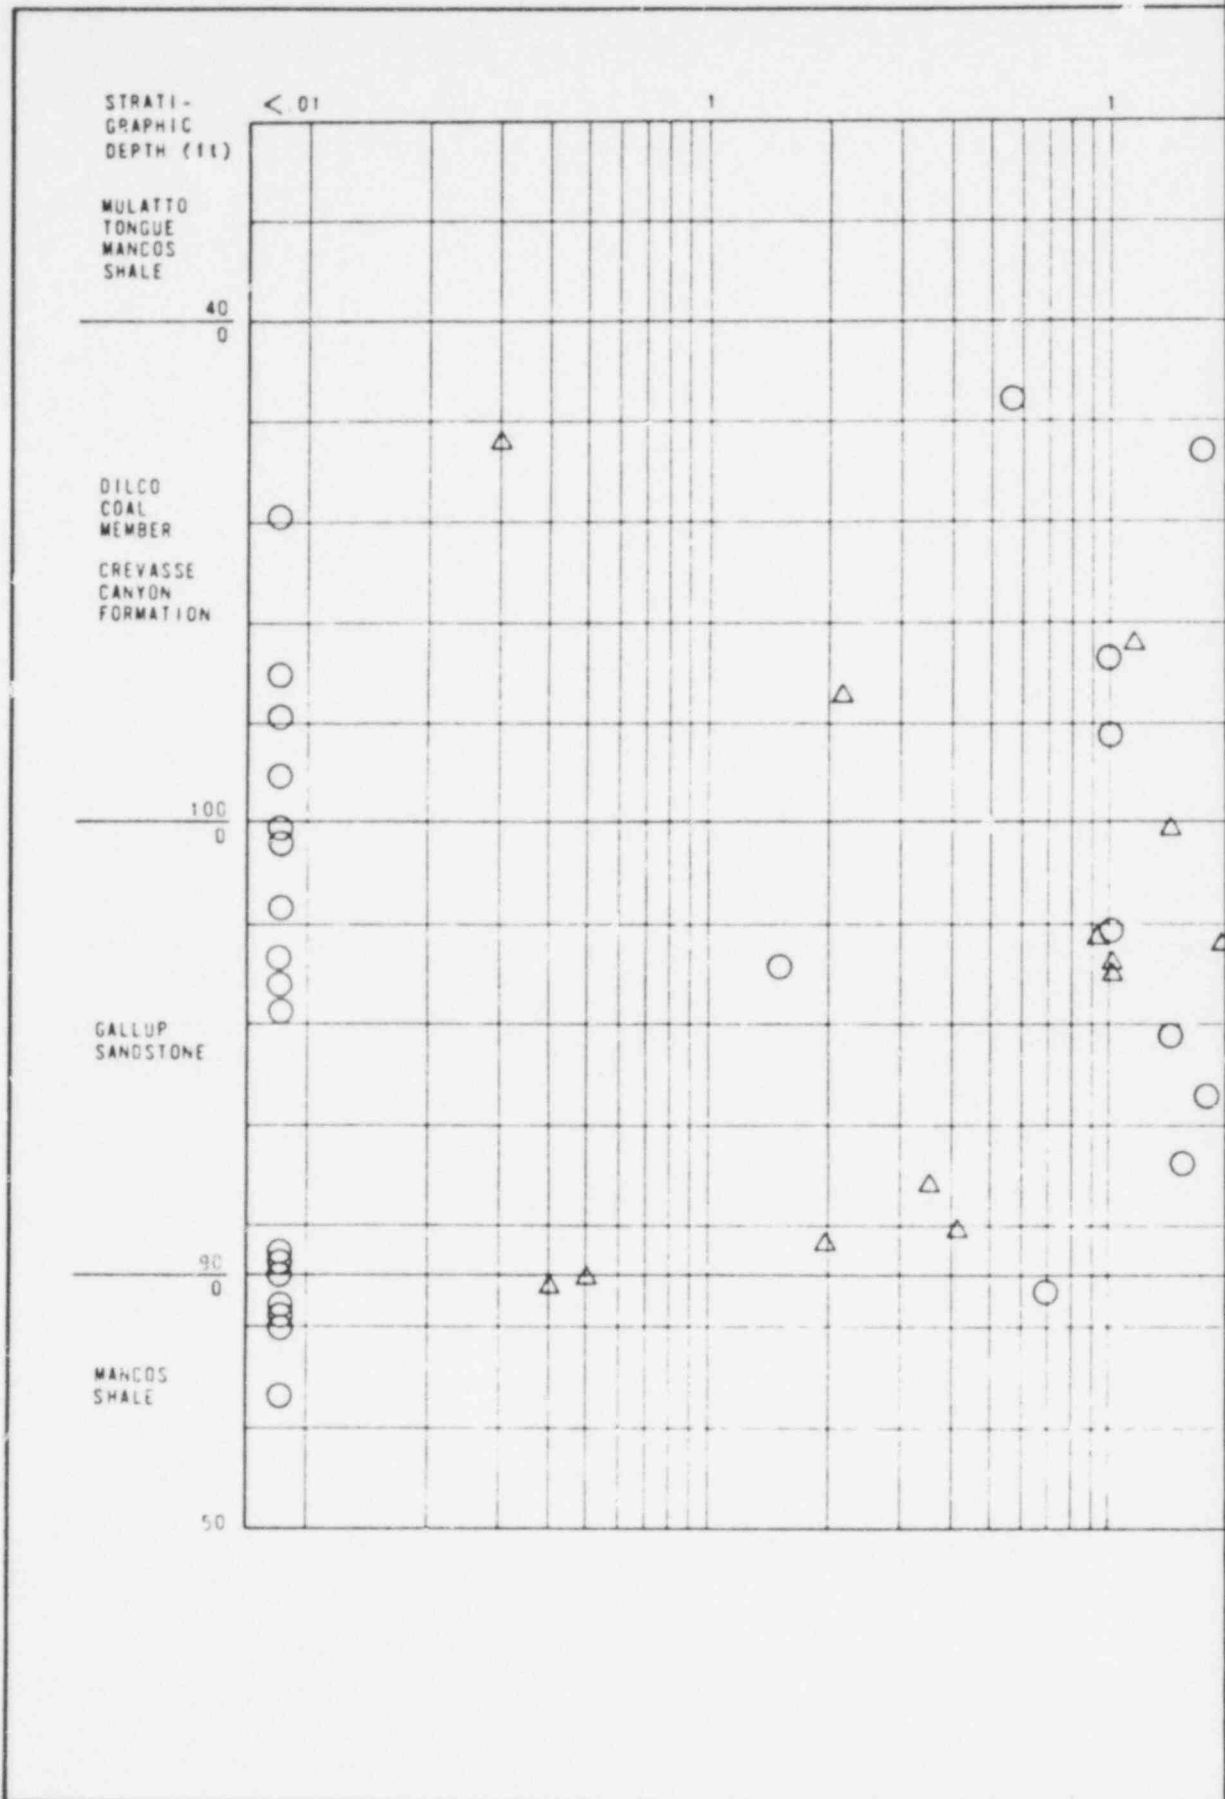 STRATI-
GRAPHIC
DEPTH (ft)
< .01
1
1
MULATTO
TONGUE
MANCOS
SHALE
40
0
DILCO
COAL
MEMBER
CREVASSE
CANYON
FORMATION
100
0
GALLUP
SANDSTONE
90
0
MANCOS
SHALE
50